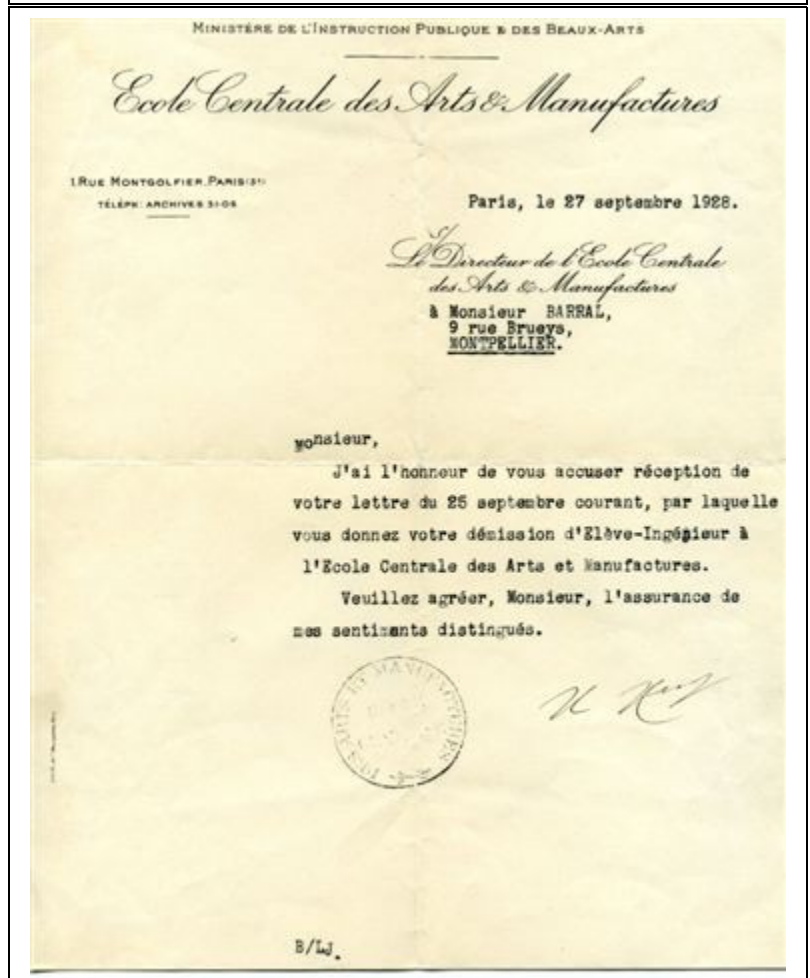 MINISTÈRE DE L'INSTRUCTION PUBLIQUE & DES BEAUX-ARTS
Ecole Centrale des Arts & Manufactures
1 RUE MONTGOLFIER. PARIS (3e)
TÉLÉPH: ARCHIVES 31-05
Paris, le 27 septembre 1928.
Le Directeur de l'Ecole Centrale
des Arts & Manufactures
à Monsieur BARRAL,
9 rue Brueys,
MONTPELLIER.
Monsieur,
J'ai l'honneur de vous accuser réception de
votre lettre du 25 septembre courant, par laquelle
vous donnez votre démission d'Elève-Ingénieur à
l'Ecole Centrale des Arts et Manufactures.
Veuillez agréer, Monsieur, l'assurance de
mes sentiments distingués.
DES ARTS ET MANUFACTURES
B/LJ.